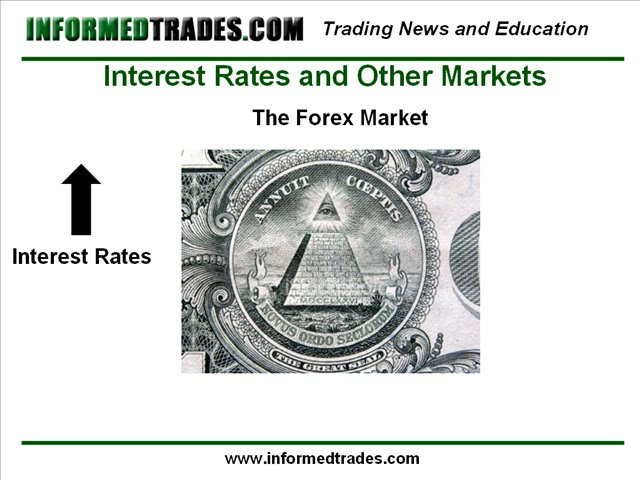 INFORMEDTRADES.COM Trading News and Education
Interest Rates and Other Markets
The Forex Market
Interest Rates
ANNUIT CŒPTIS
MDCCLXXVI
NOVUS ORDO SECLORUM
THE GREAT SEAL
www.informedtrades.com